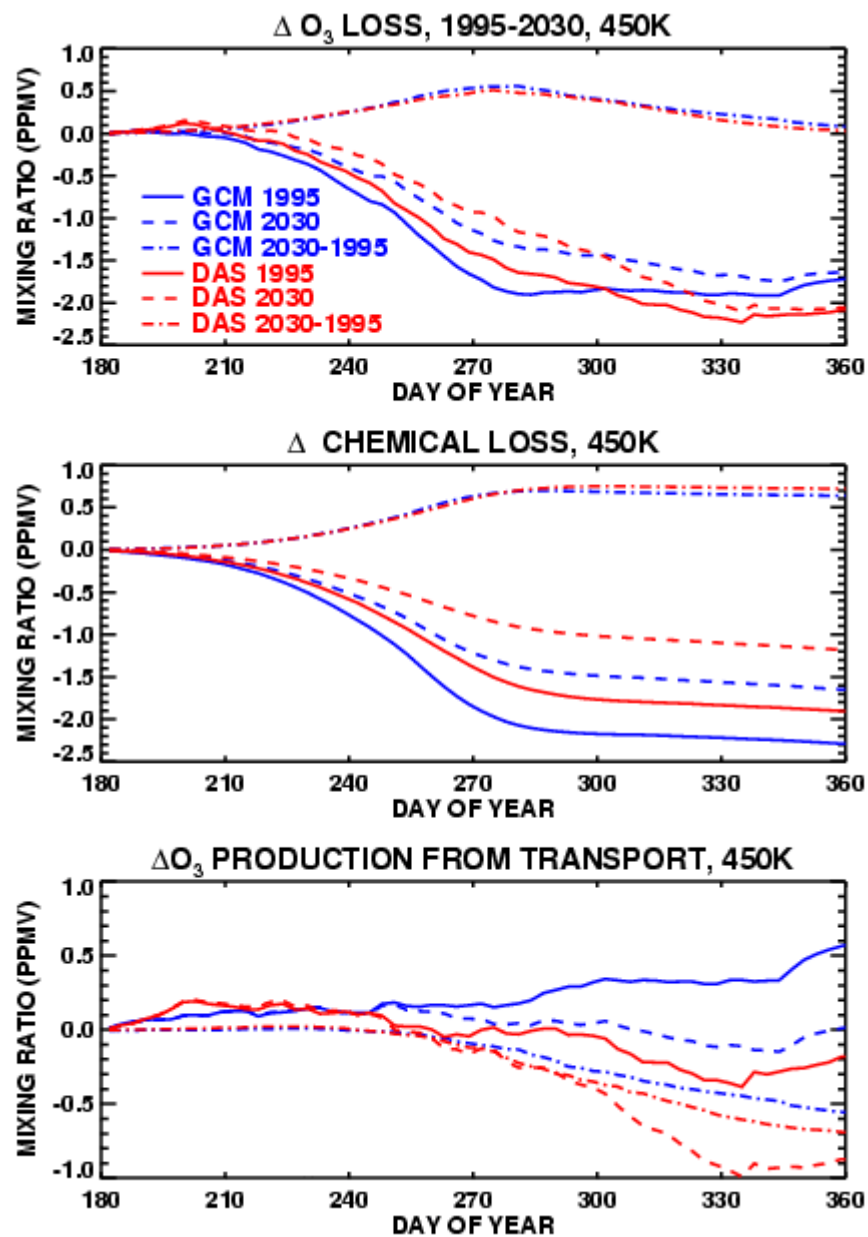 Δ O₃ LOSS, 1995-2030, 450K
MIXING RATIO (PPMV)
1.0
0.5
0.0
-0.5
-1.0
-1.5
-2.0
-2.5
GCM 1995
GCM 2030
GCM 2030-1995
DAS 1995
DAS 2030
DAS 2030-1995
180 210 240 270 300 330 360
DAY OF YEAR
Δ CHEMICAL LOSS, 450K
MIXING RATIO (PPMV)
1.0
0.5
0.0
-0.5
-1.0
-1.5
-2.0
-2.5
180 210 240 270 300 330 360
DAY OF YEAR
ΔO₃ PRODUCTION FROM TRANSPORT, 450K
MIXING RATIO (PPMV)
1.0
0.5
0.0
-0.5
-1.0
180 210 240 270 300 330 360
DAY OF YEAR